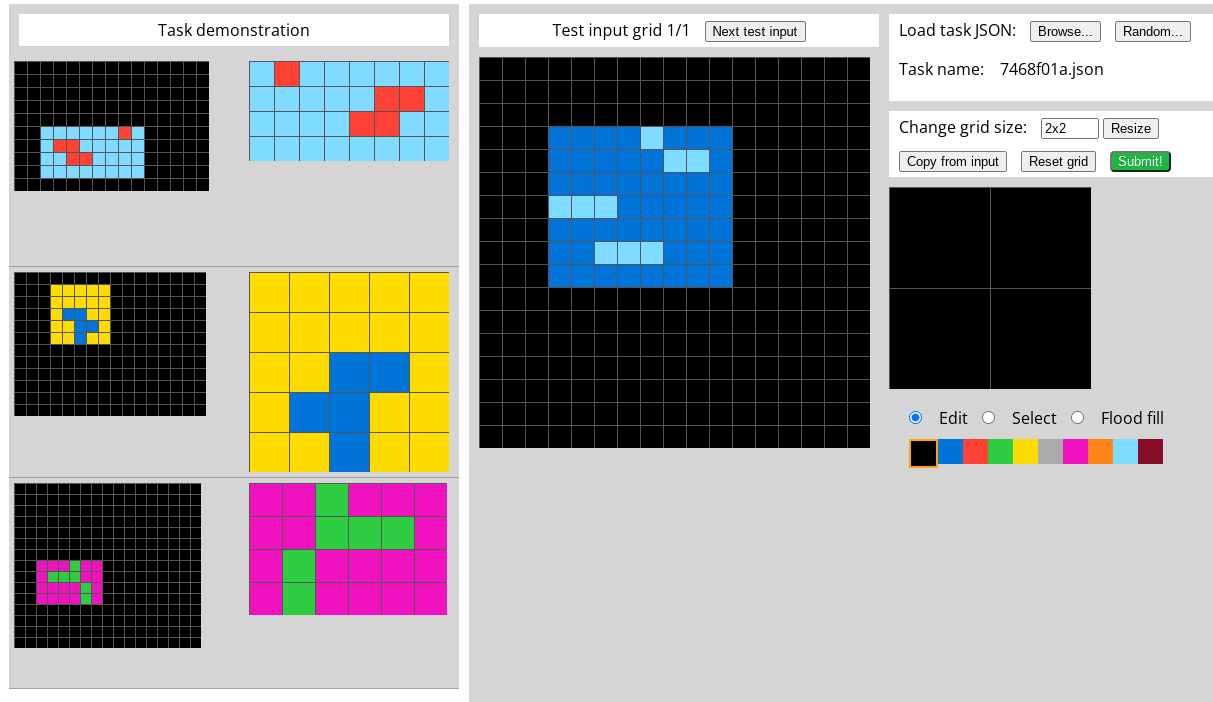 Task demonstration
Test input grid 1/1 Next test input
Load task JSON: Browse... Random...
Task name: 7468f01a.json
Change grid size: 2x2 Resize
Copy from input Reset grid Submit!
Edit Select Flood fill